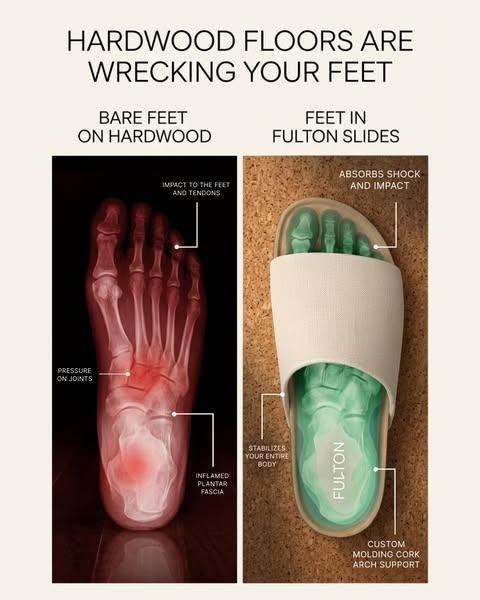 HARDWOOD FLOORS ARE
WRECKING YOUR FEET
BARE FEET
ON HARDWOOD
FEET IN
FULTON SLIDES
IMPACT TO THE FEET
AND TENDONS
PRESSURE
ON JOINTS
INFLAMED
PLANTAR
FASCIA
ABSORBS SHOCK
AND IMPACT
STABILIZES
YOUR ENTIRE
BODY
FULTON
CUSTOM
MOLDING CORK
ARCH SUPPORT